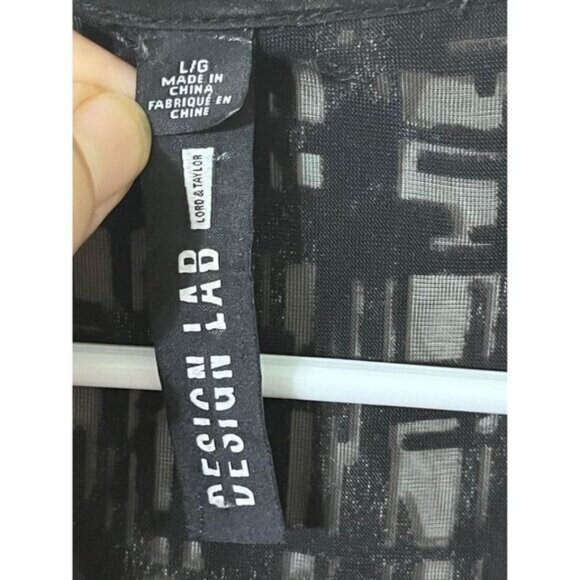 L/G
MADE IN
CHINA
FABRIQUÉ EN
CHINE
LORD & TAYLOR
DESIGN LAB